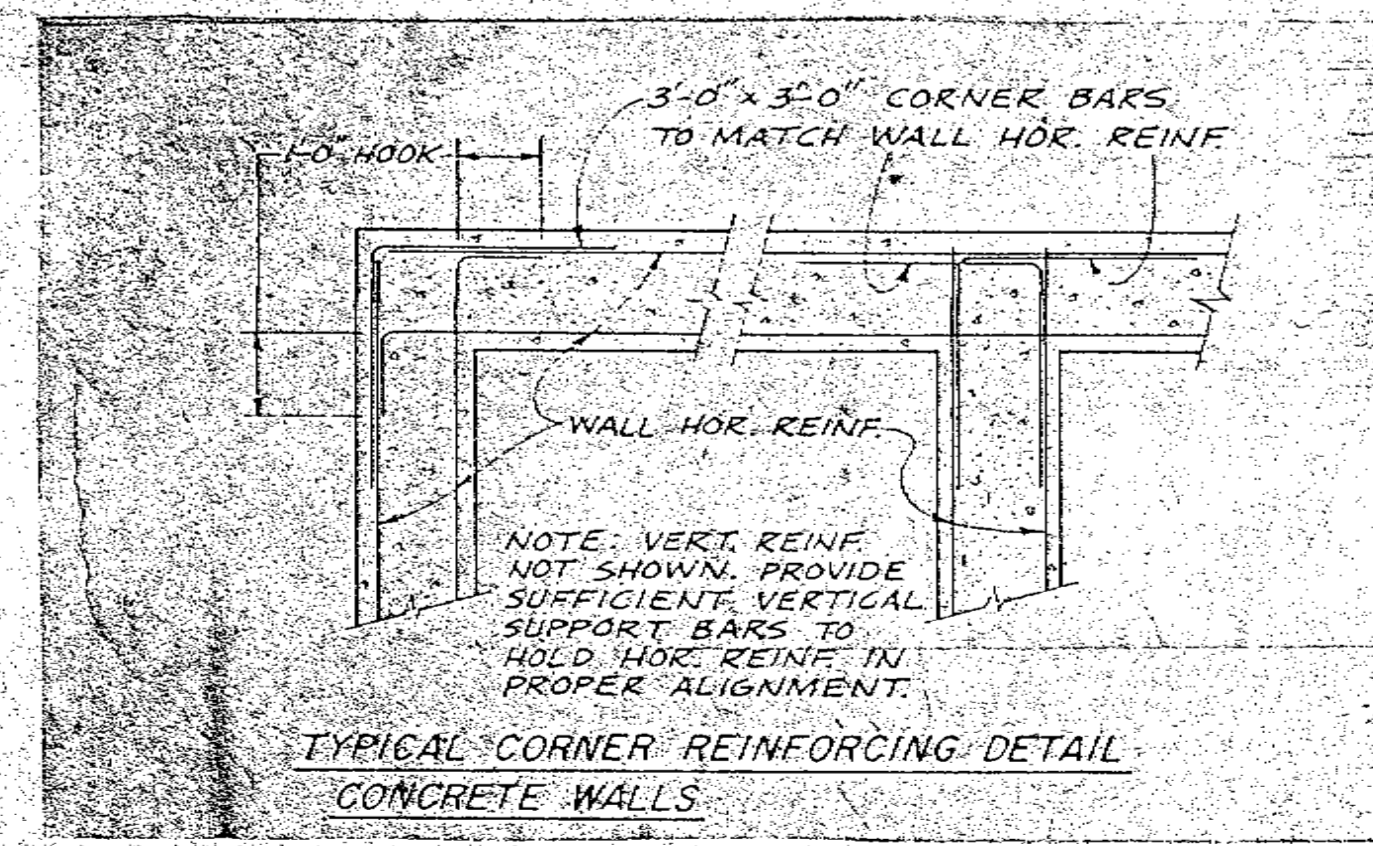 3'-0" x 3'-0" CORNER BARS
TO MATCH WALL HOR. REINF.
1'-0" HOOK
WALL HOR. REINF.
NOTE: VERT. REINF.
NOT SHOWN. PROVIDE
SUFFICIENT VERTICAL
SUPPORT BARS TO
HOLD HOR. REINF. IN
PROPER ALIGNMENT.
TYPICAL CORNER REINFORCING DETAIL
CONCRETE WALLS